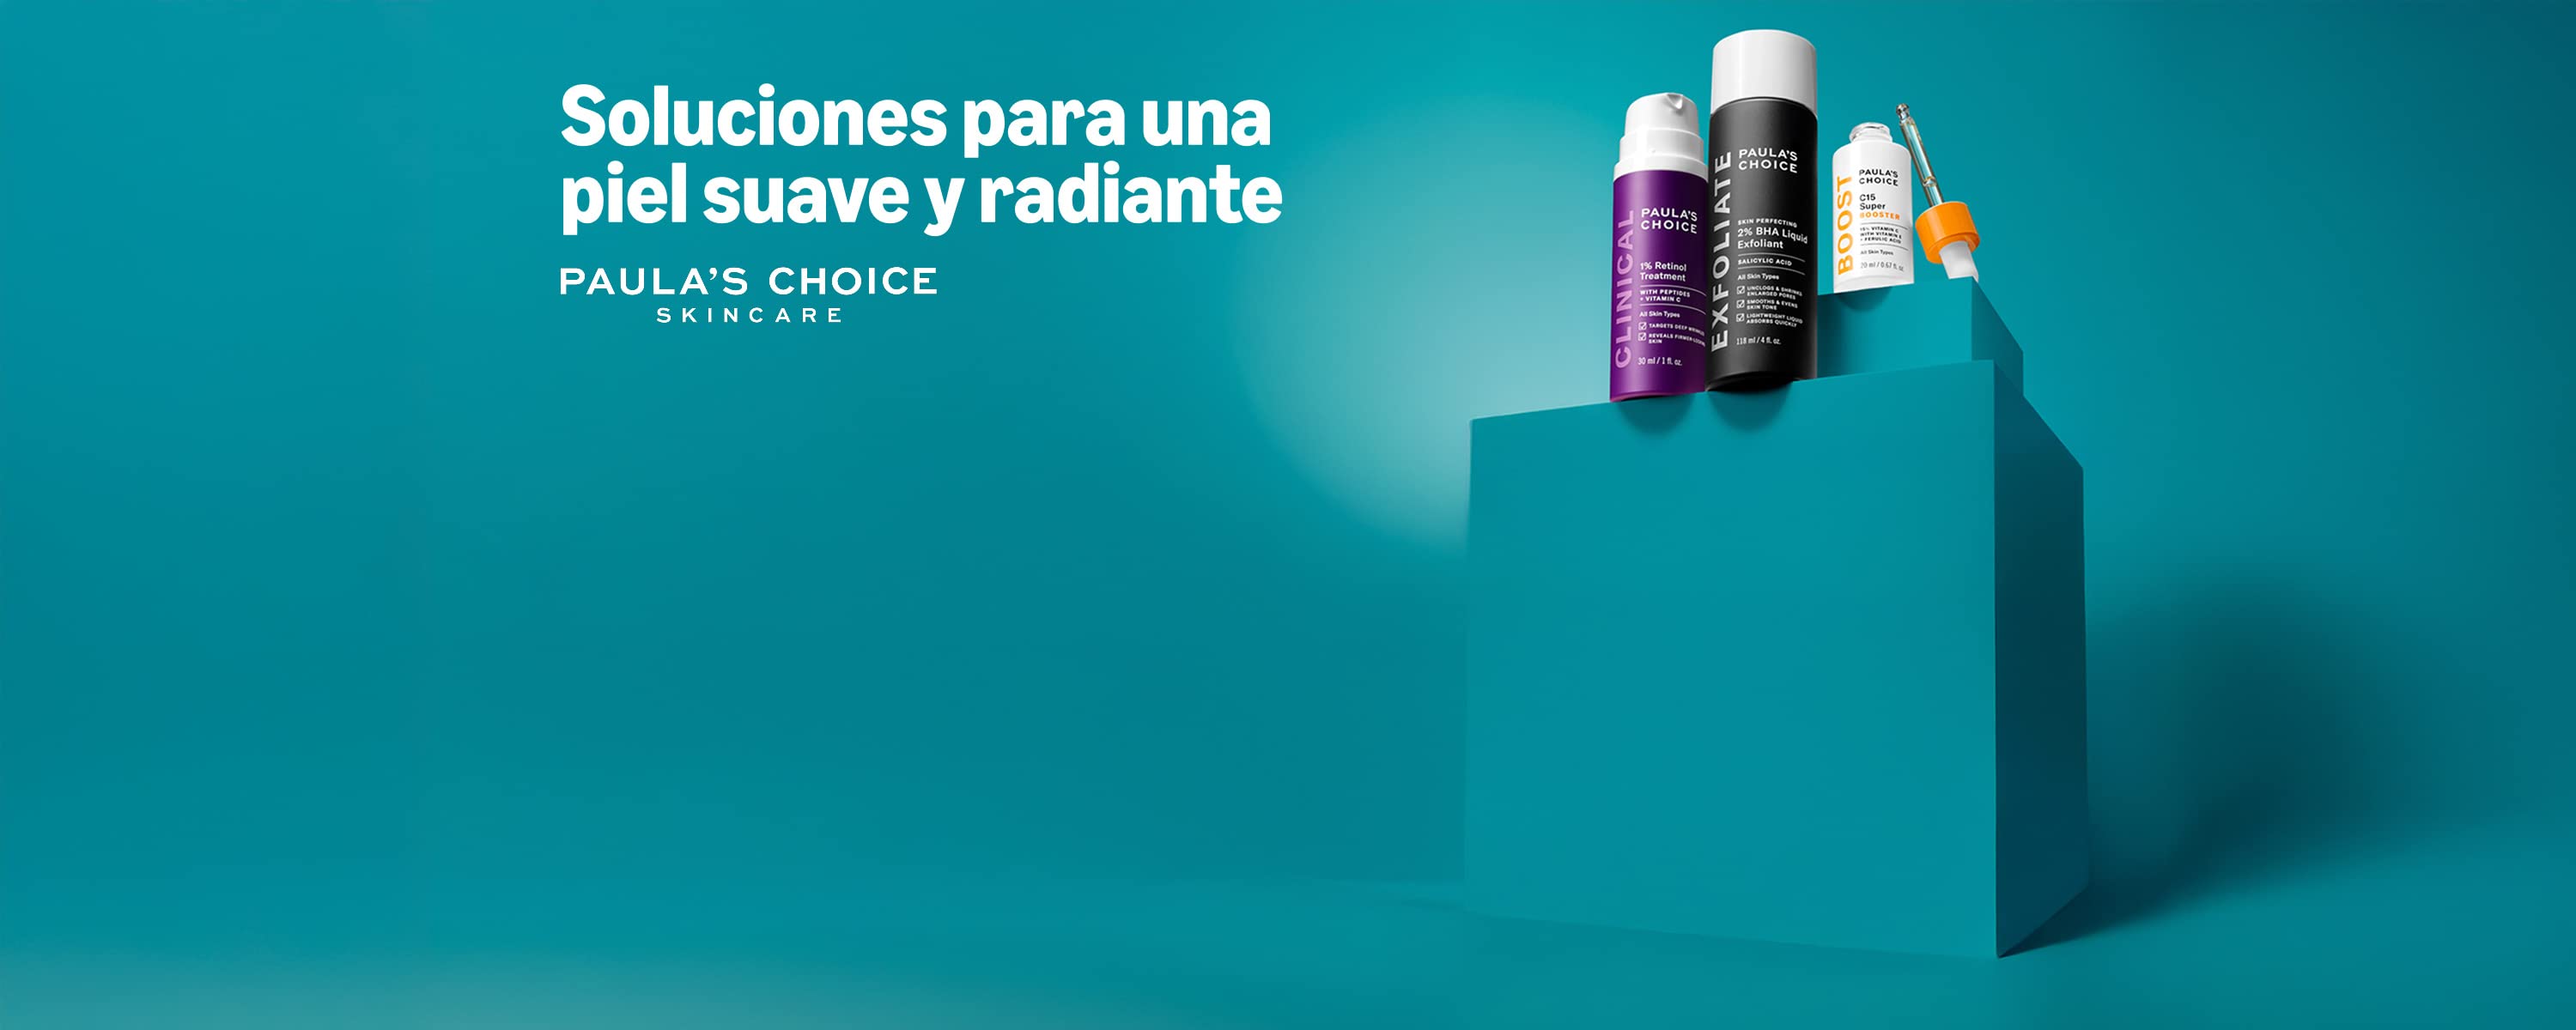 Soluciones para una
piel suave y radiante
PAULA'S CHOICE
SKINCARE
CLINICAL
PAULA'S
CHOICE
1% Retinol
Treatment
WITH PEPTIDES
+ VITAMIN C
All Skin Types
TARGETS DEEP WRINKLES
REVEALS FIRMER-LOOKING
SKIN
30 ml / 1 fl. oz.
EXFOLIATE
PAULA'S
CHOICE
SKIN PERFECTING
2% BHA Liquid
Exfoliant
SALICYLIC ACID
All Skin Types
UNCLOGS & SHRINKS
ENLARGED PORES
SMOOTHS & EVENS
SKIN TONE
LIGHTWEIGHT LIQUID
ABSORBS QUICKLY
118 ml / 4 fl. oz.
BOOST
PAULA'S
CHOICE
C15
Super
BOOSTER
15% VITAMIN C
WITH VITAMIN E
+ FERULIC ACID
All Skin Types
20 ml / 0.67 fl. oz.